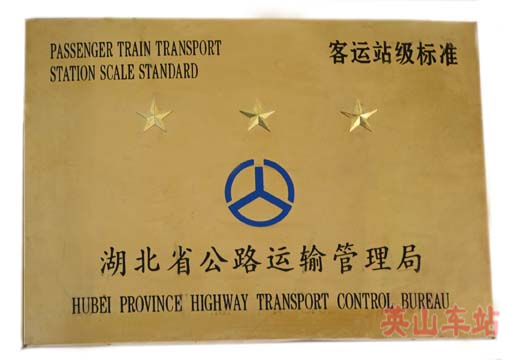 PASSENGER TRAIN TRANSPORT
STATION SCALE STANDARD
客运站级标准
湖北省公路运输管理局
HUBEI PROVINCE HIGHWAY TRANSPORT CONTROL BUREAU
英山车站